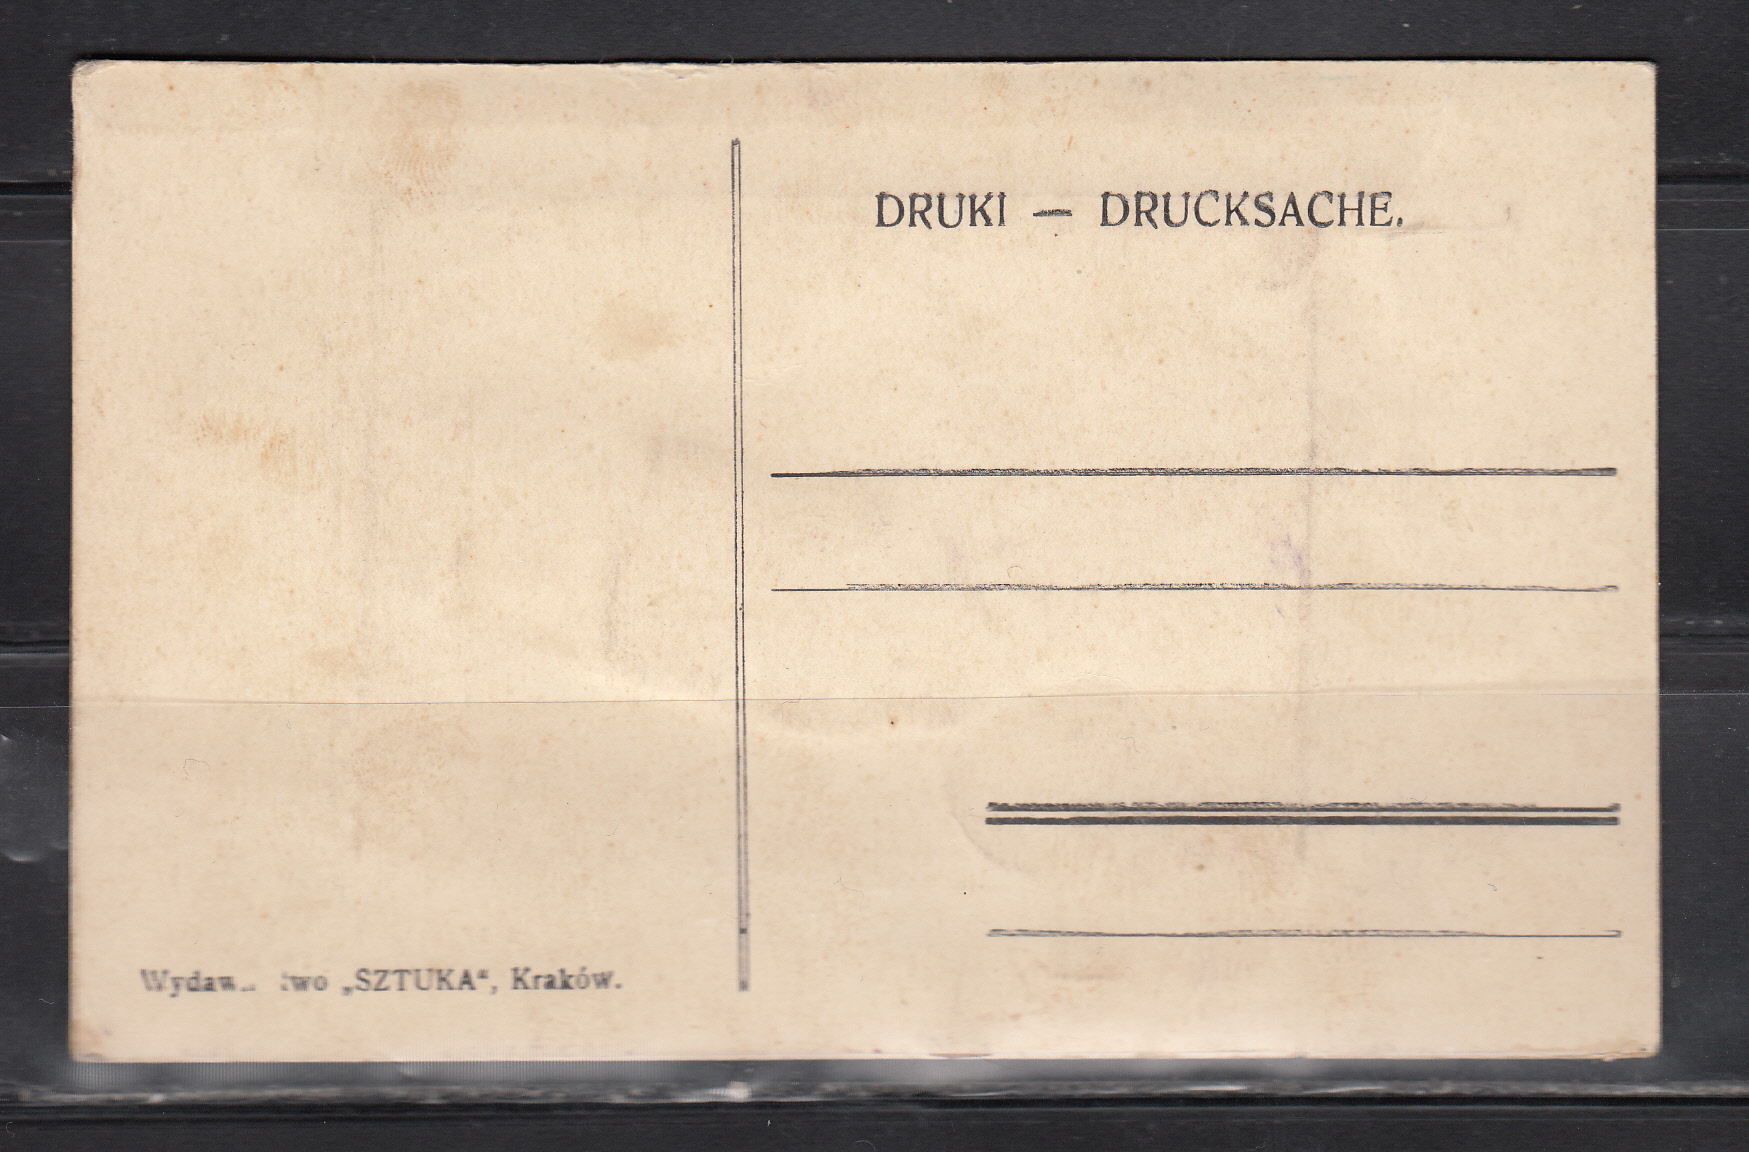 DRUKI — DRUCKSACHE.
„SZTUKA“, Kraków.